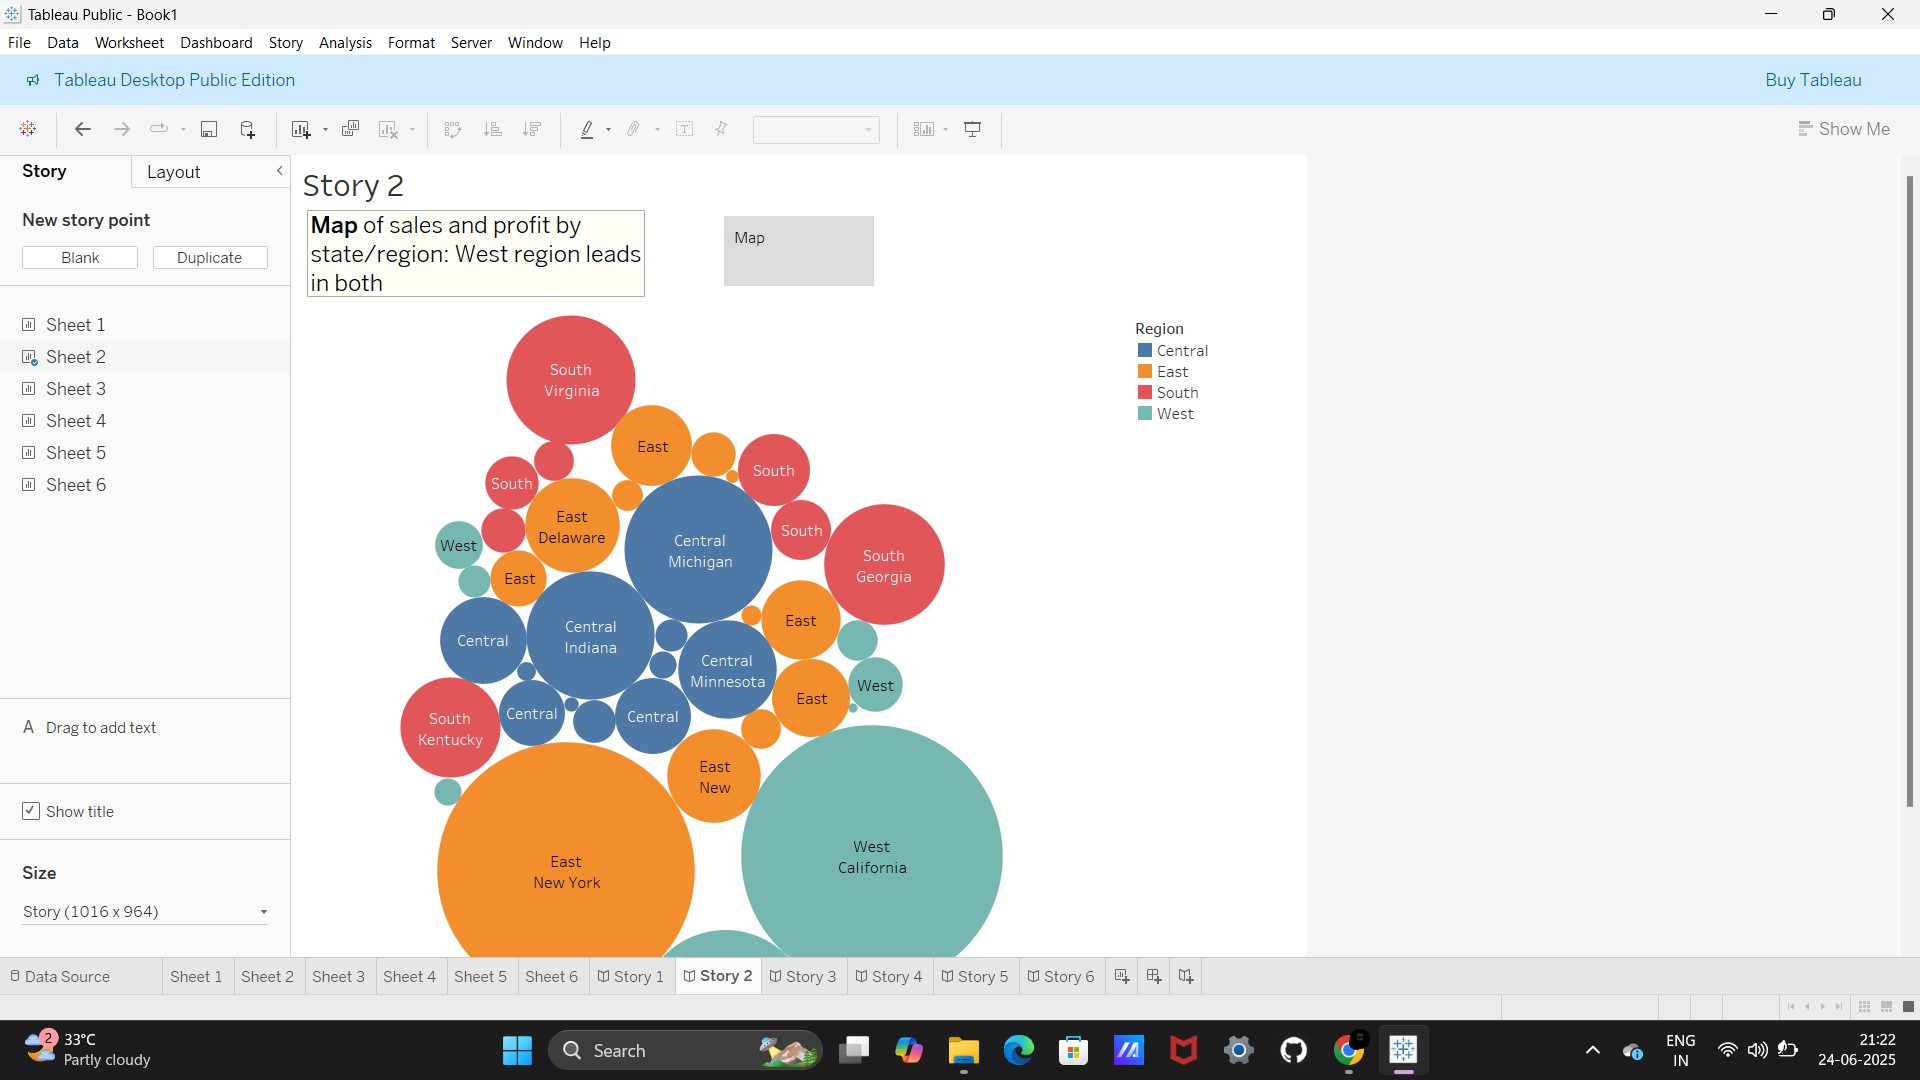 Tableau Public - Book1
File Data Worksheet Dashboard Story Analysis Format Server Window Help
Tableau Desktop Public Edition
Buy Tableau
Show Me
Story
Layout
New story point
Blank
Duplicate
Sheet 1
Sheet 2
Sheet 3
Sheet 4
Sheet 5
Sheet 6
A Drag to add text
Show title
Size
Story (1016 x 964)
Story 2
Map of sales and profit by
state/region: West region leads
in both
Map
Region
Central
East
South
West
South
Virginia
East
South
South
East
Delaware
South
West
Central
Michigan
South
Georgia
East
East
Central
Indiana
Central
Central
Minnesota
West
East
Central
Central
South
Kentucky
East
New
West
California
East
New York
Data Source
Sheet 1
Sheet 2
Sheet 3
Sheet 4
Sheet 5
Sheet 6
Story 1
Story 2
Story 3
Story 4
Story 5
Story 6
2
33°C
Partly cloudy
Search
ENG
IN
21:22
24-06-2025